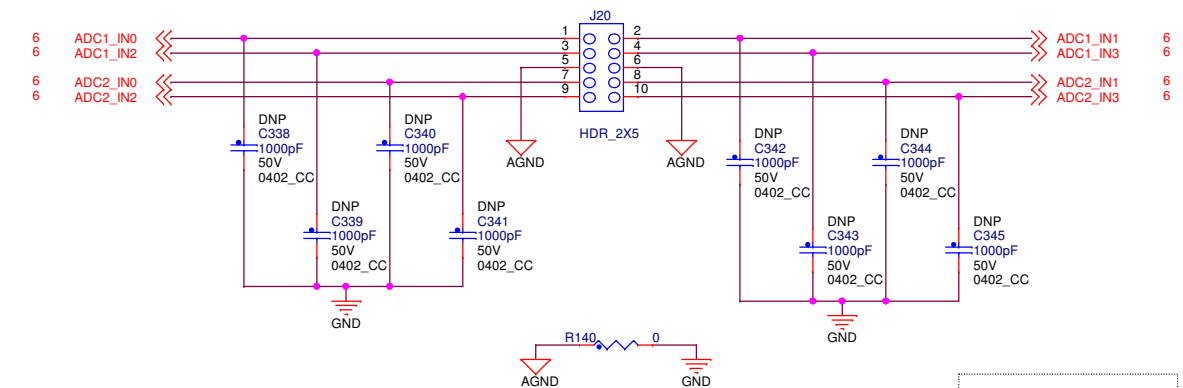 J20
6 ADC1_IN0 1 2 ADC1_IN1 6
6 ADC1_IN2 3 4 ADC1_IN3 6
5 6
6 ADC2_IN0 7 8 ADC2_IN1 6
6 ADC2_IN2 9 10 ADC2_IN3 6
HDR_2X5
AGND
AGND
DNP
C338
1000pF
50V
0402_CC
DNP
C340
1000pF
50V
0402_CC
DNP
C342
1000pF
50V
0402_CC
DNP
C344
1000pF
50V
0402_CC
DNP
C339
1000pF
50V
0402_CC
DNP
C341
1000pF
50V
0402_CC
DNP
C343
1000pF
50V
0402_CC
DNP
C345
1000pF
50V
0402_CC
GND
GND
R140 0
AGND
GND